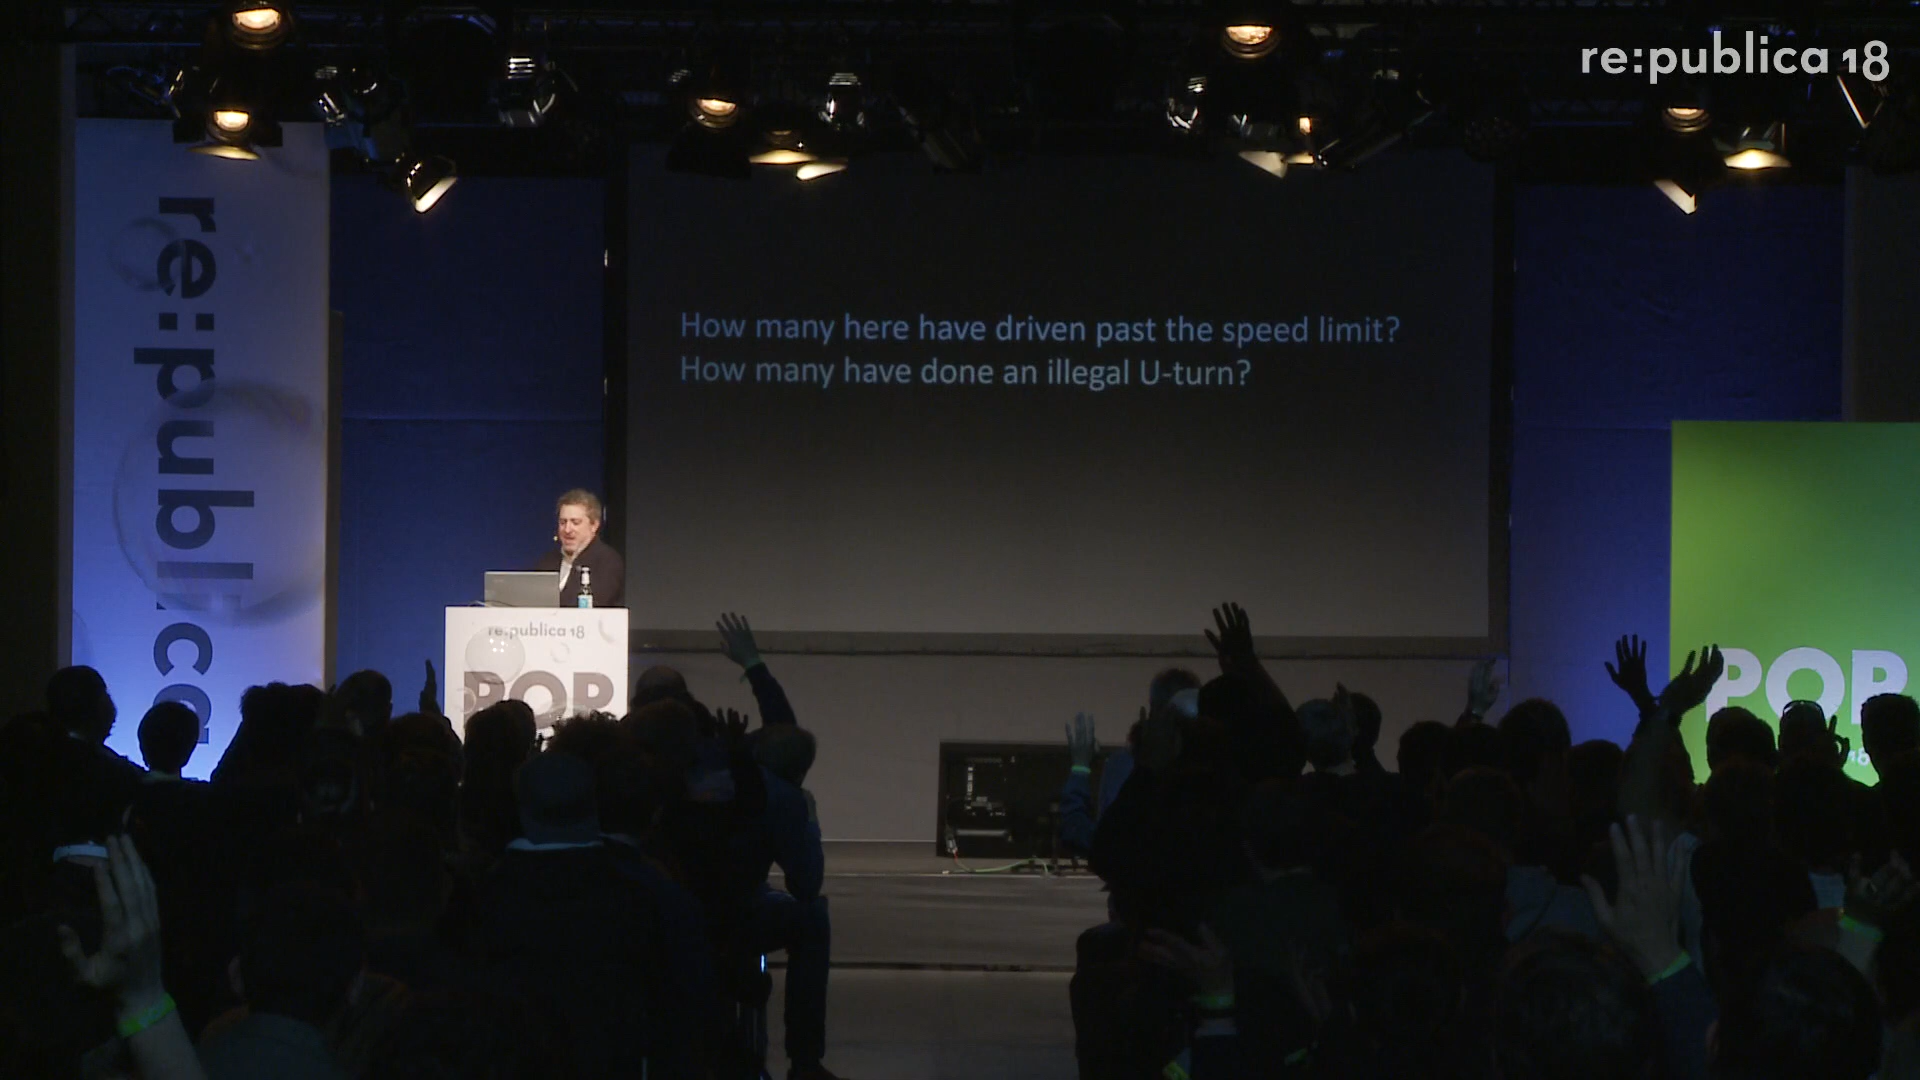 re:publica 18
re:publica
How many here have driven past the speed limit?
How many have done an illegal U-turn?
re:publica 18
POP
POP
18